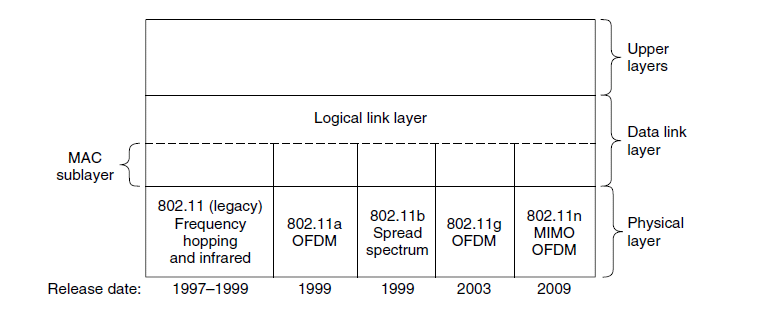 Upper
layers
Logical link layer
Data link
layer
MAC
sublayer
802.11 (legacy)
Frequency
hopping
and infrared
802.11a
OFDM
802.11b
Spread
spectrum
802.11g
OFDM
802.11n
MIMO
OFDM
Physical
layer
Release date: 1997–1999 1999 1999 2003 2009